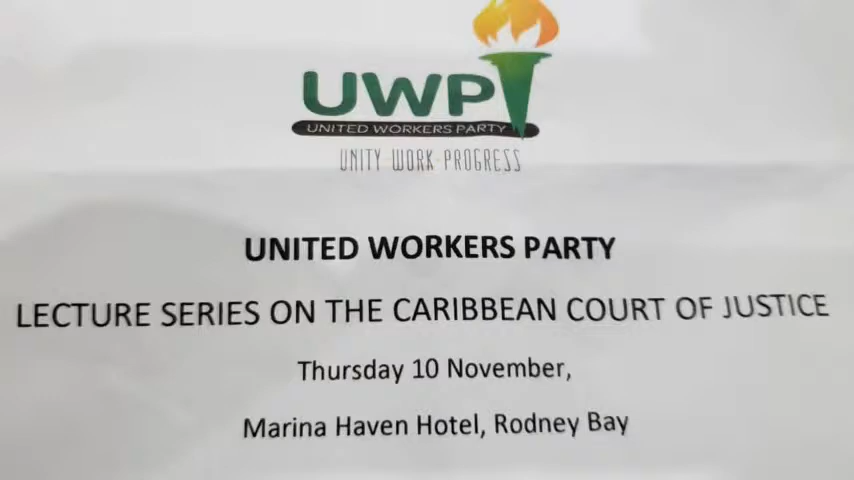 UWP
UNITED WORKERS PARTY
UNITY WORK PROGRESS
UNITED WORKERS PARTY
LECTURE SERIES ON THE CARIBBEAN COURT OF JUSTICE
Thursday 10 November,
Marina Haven Hotel, Rodney Bay